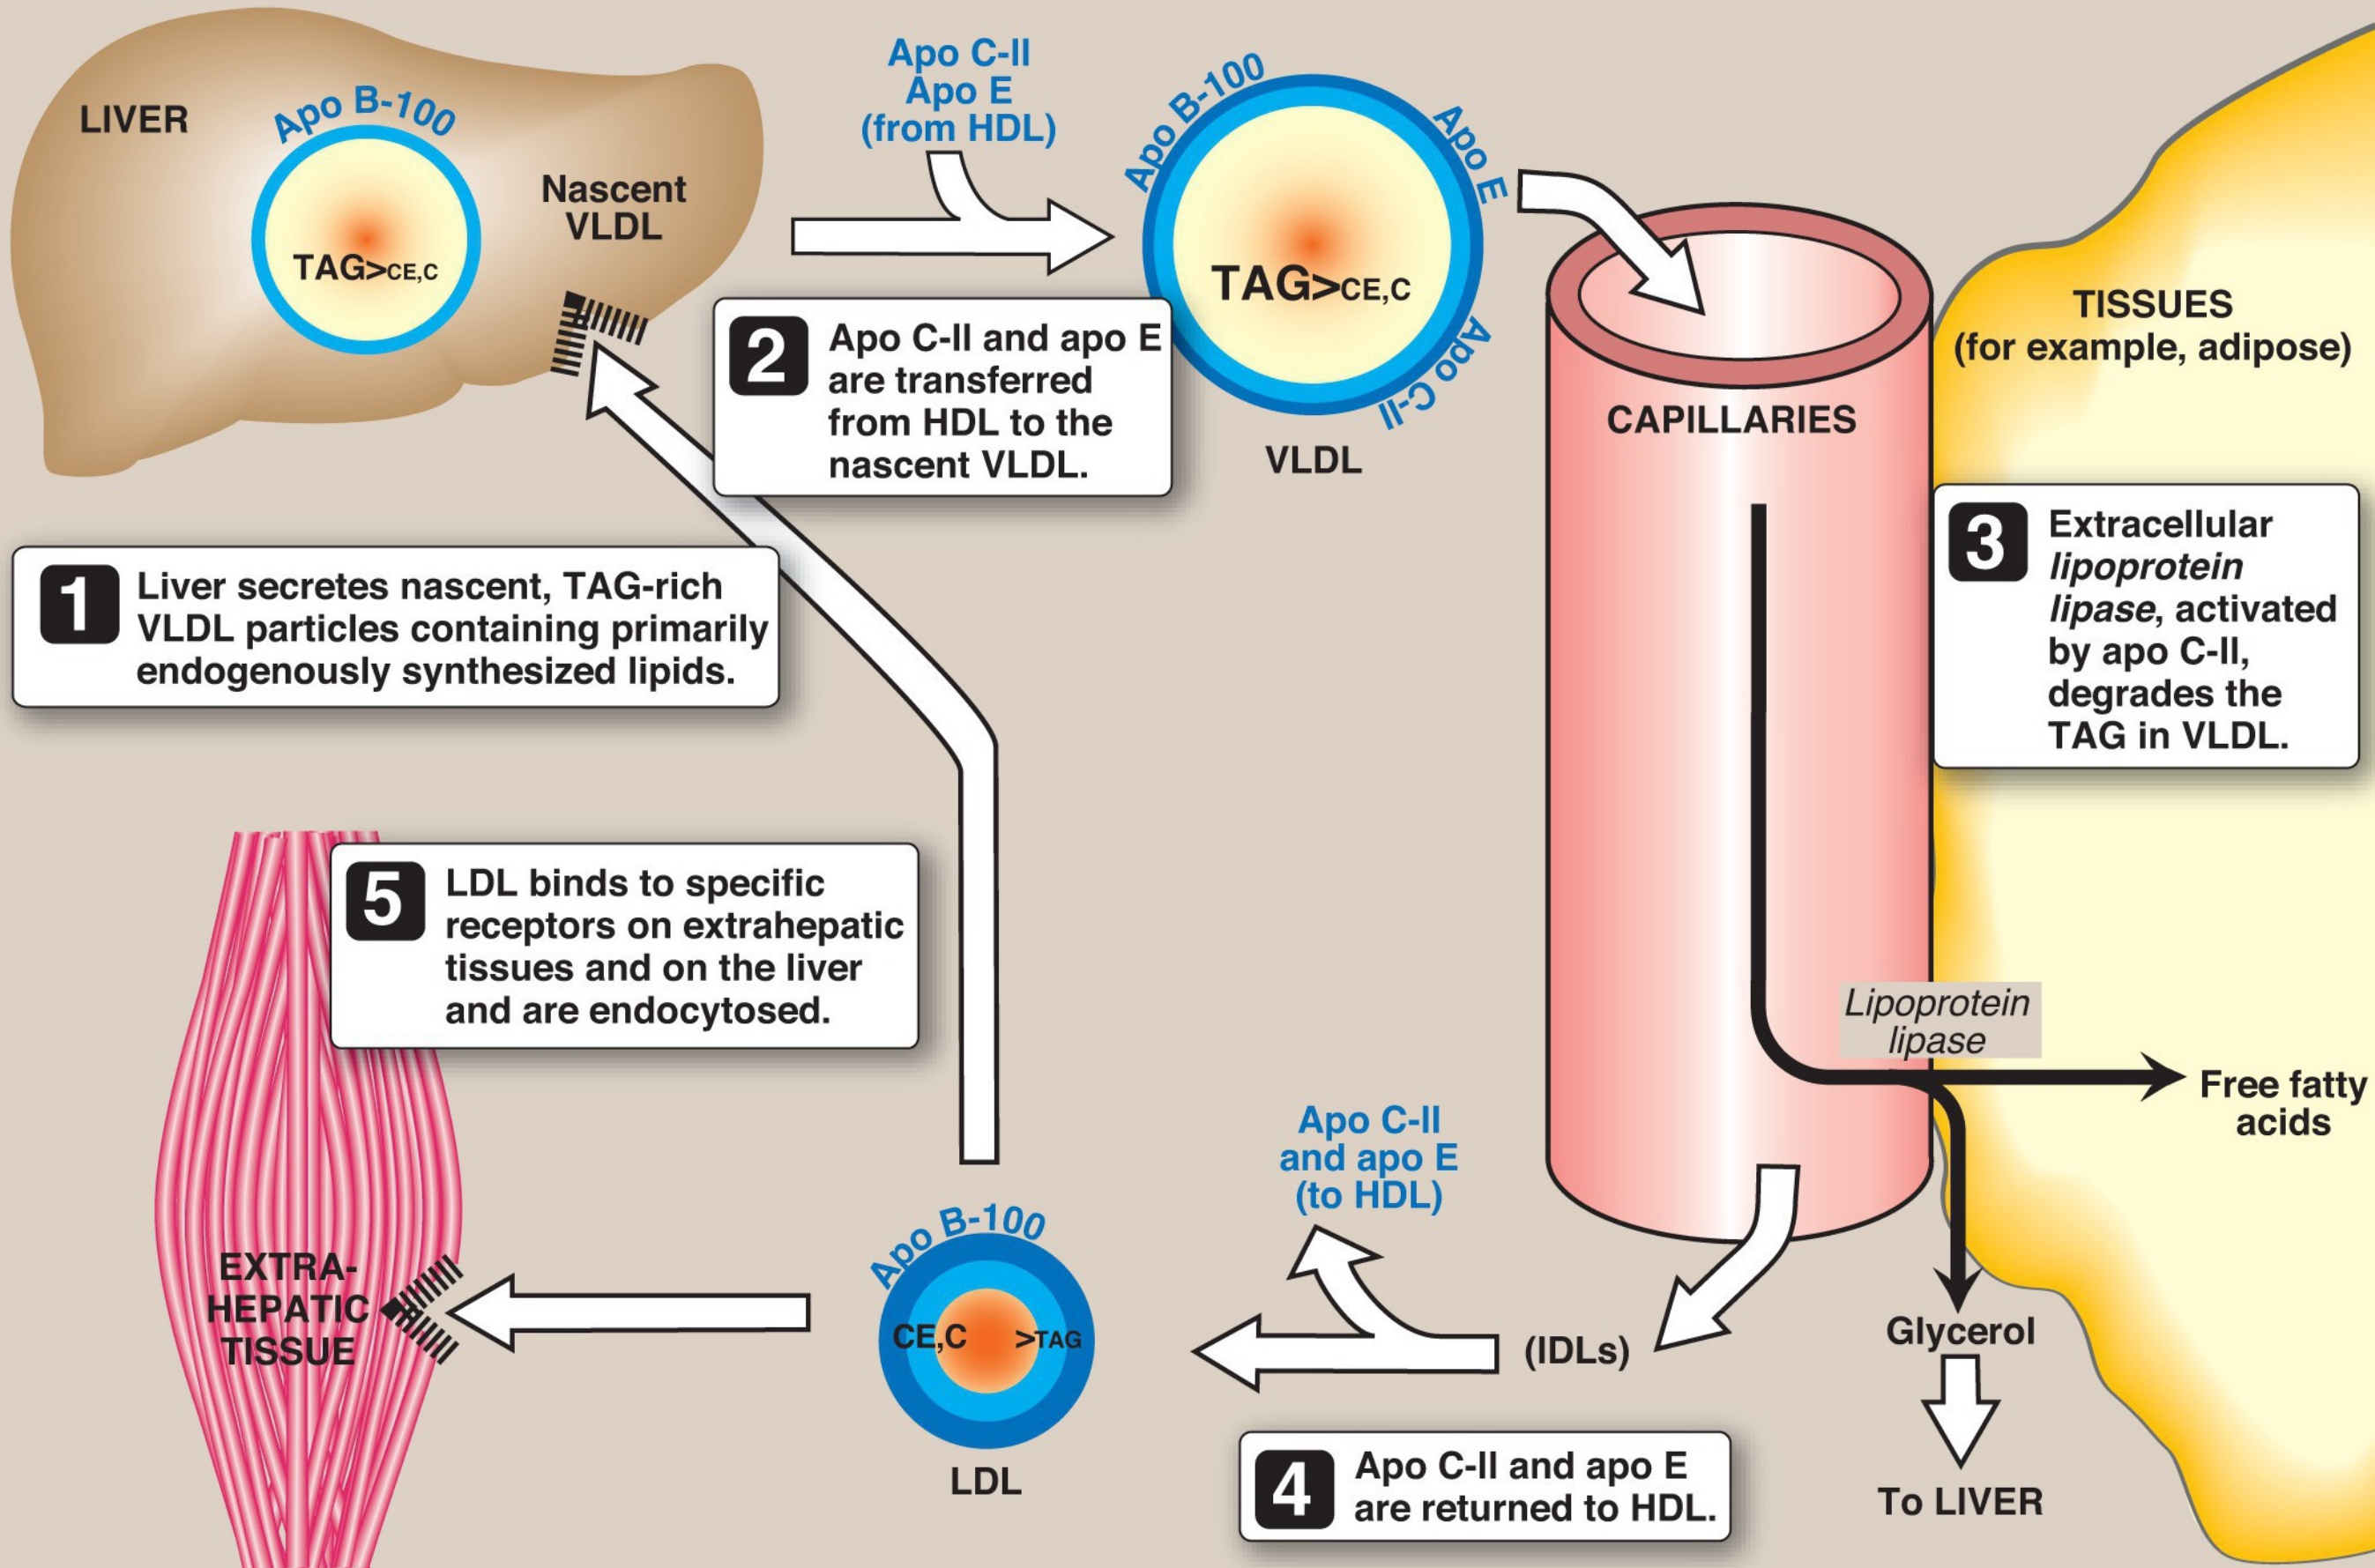 LIVER
Apo B-100
TAG>CE,C
Nascent
VLDL
Apo C-II
Apo E
(from HDL)
Apo B-100
Apo E
Apo C-II
TAG>CE,C
VLDL
2
Apo C-II and apo E
are transferred
from HDL to the
nascent VLDL.
CAPILLARIES
TISSUES
(for example, adipose)
1
Liver secretes nascent, TAG-rich
VLDL particles containing primarily
endogenously synthesized lipids.
3
Extracellular
lipoprotein
lipase, activated
by apo C-II,
degrades the
TAG in VLDL.
5
LDL binds to specific
receptors on extrahepatic
tissues and on the liver
and are endocytosed.
Lipoprotein
lipase
Free fatty
acids
Apo C-II
and apo E
(to HDL)
EXTRA-
HEPATIC
TISSUE
Apo B-100
CE,C >TAG
LDL
(IDLs)
Glycerol
To LIVER
4
Apo C-II and apo E
are returned to HDL.